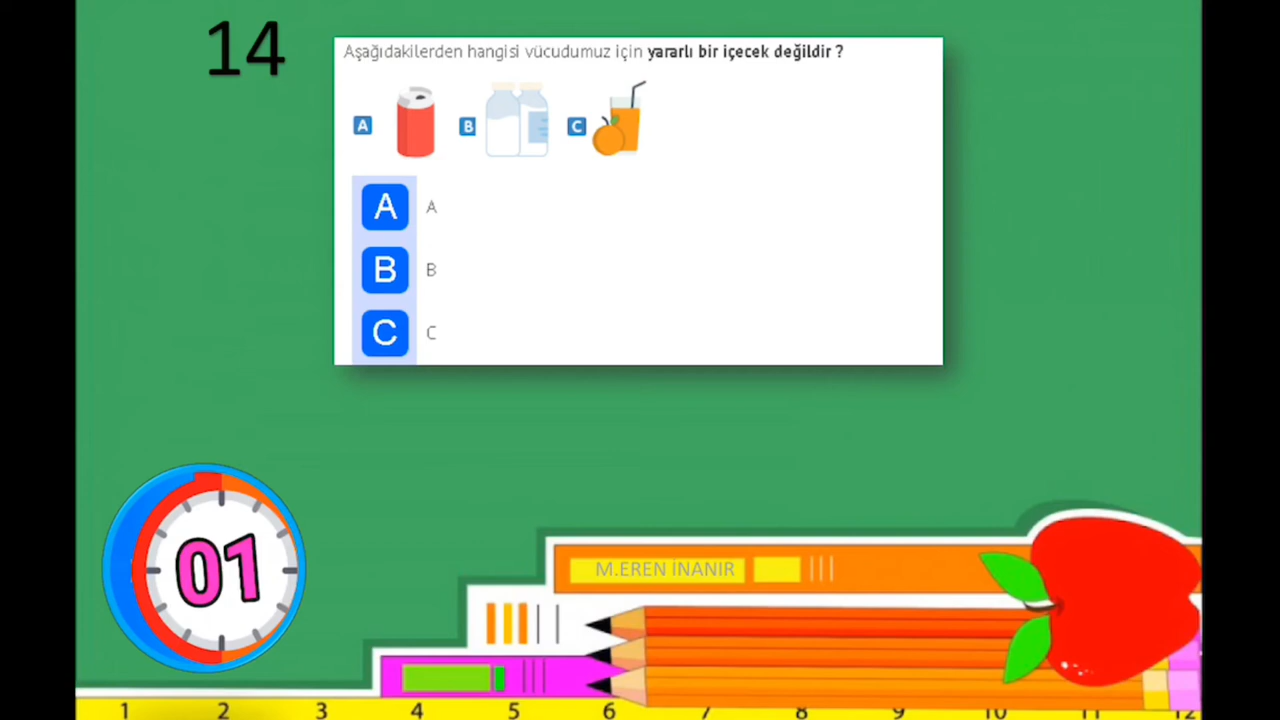 14
Aşağıdakilerden hangisi vücudumuz için yararlı bir içecek değildir ?
A B C
A A
B B
C C
01
M.EREN İNANIR
1 2 3 4 5 6 7 8 9 10 11 12